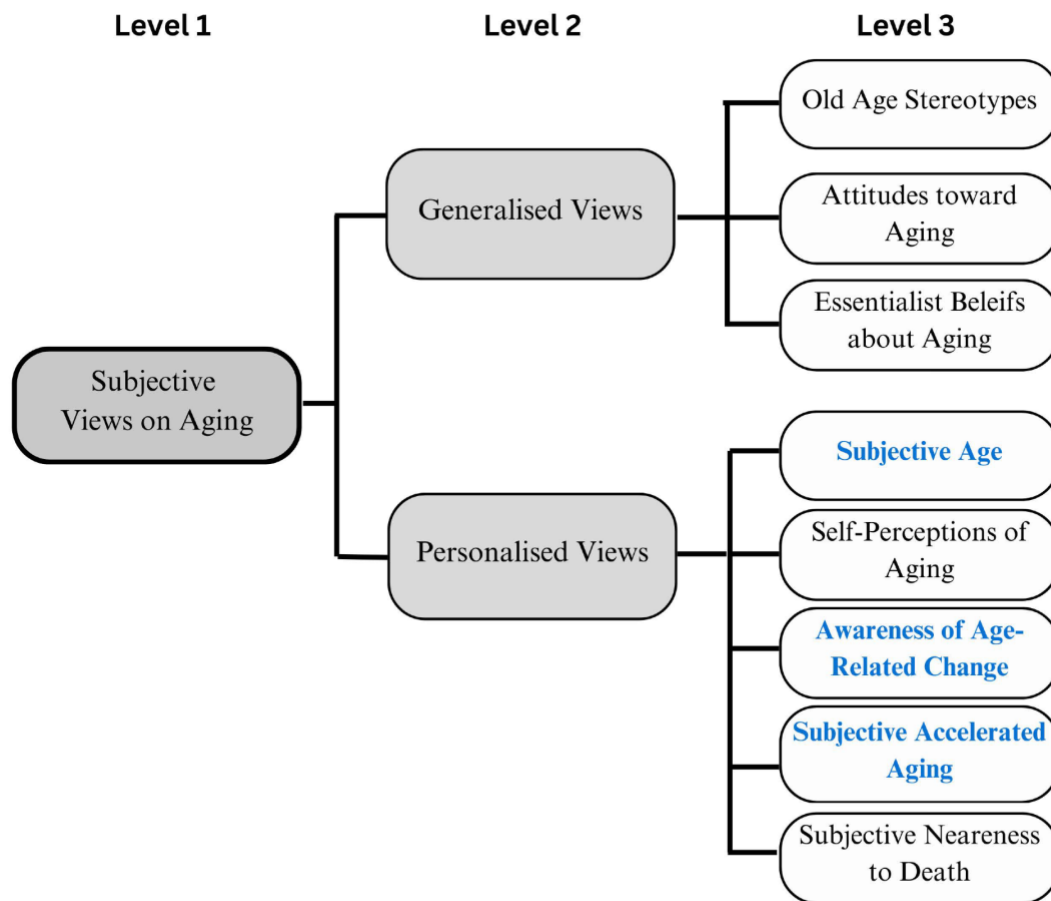 Level 1
Level 2
Level 3
Old Age Stereotypes
Generalised Views
Attitudes toward
Aging
Essentialist Beleifs
about Aging
Subjective
Views on Aging
Subjective Age
Personalised Views
Self-Perceptions of
Aging
Awareness of Age-
Related Change
Subjective Accelerated
Aging
Subjective Neareness
to Death